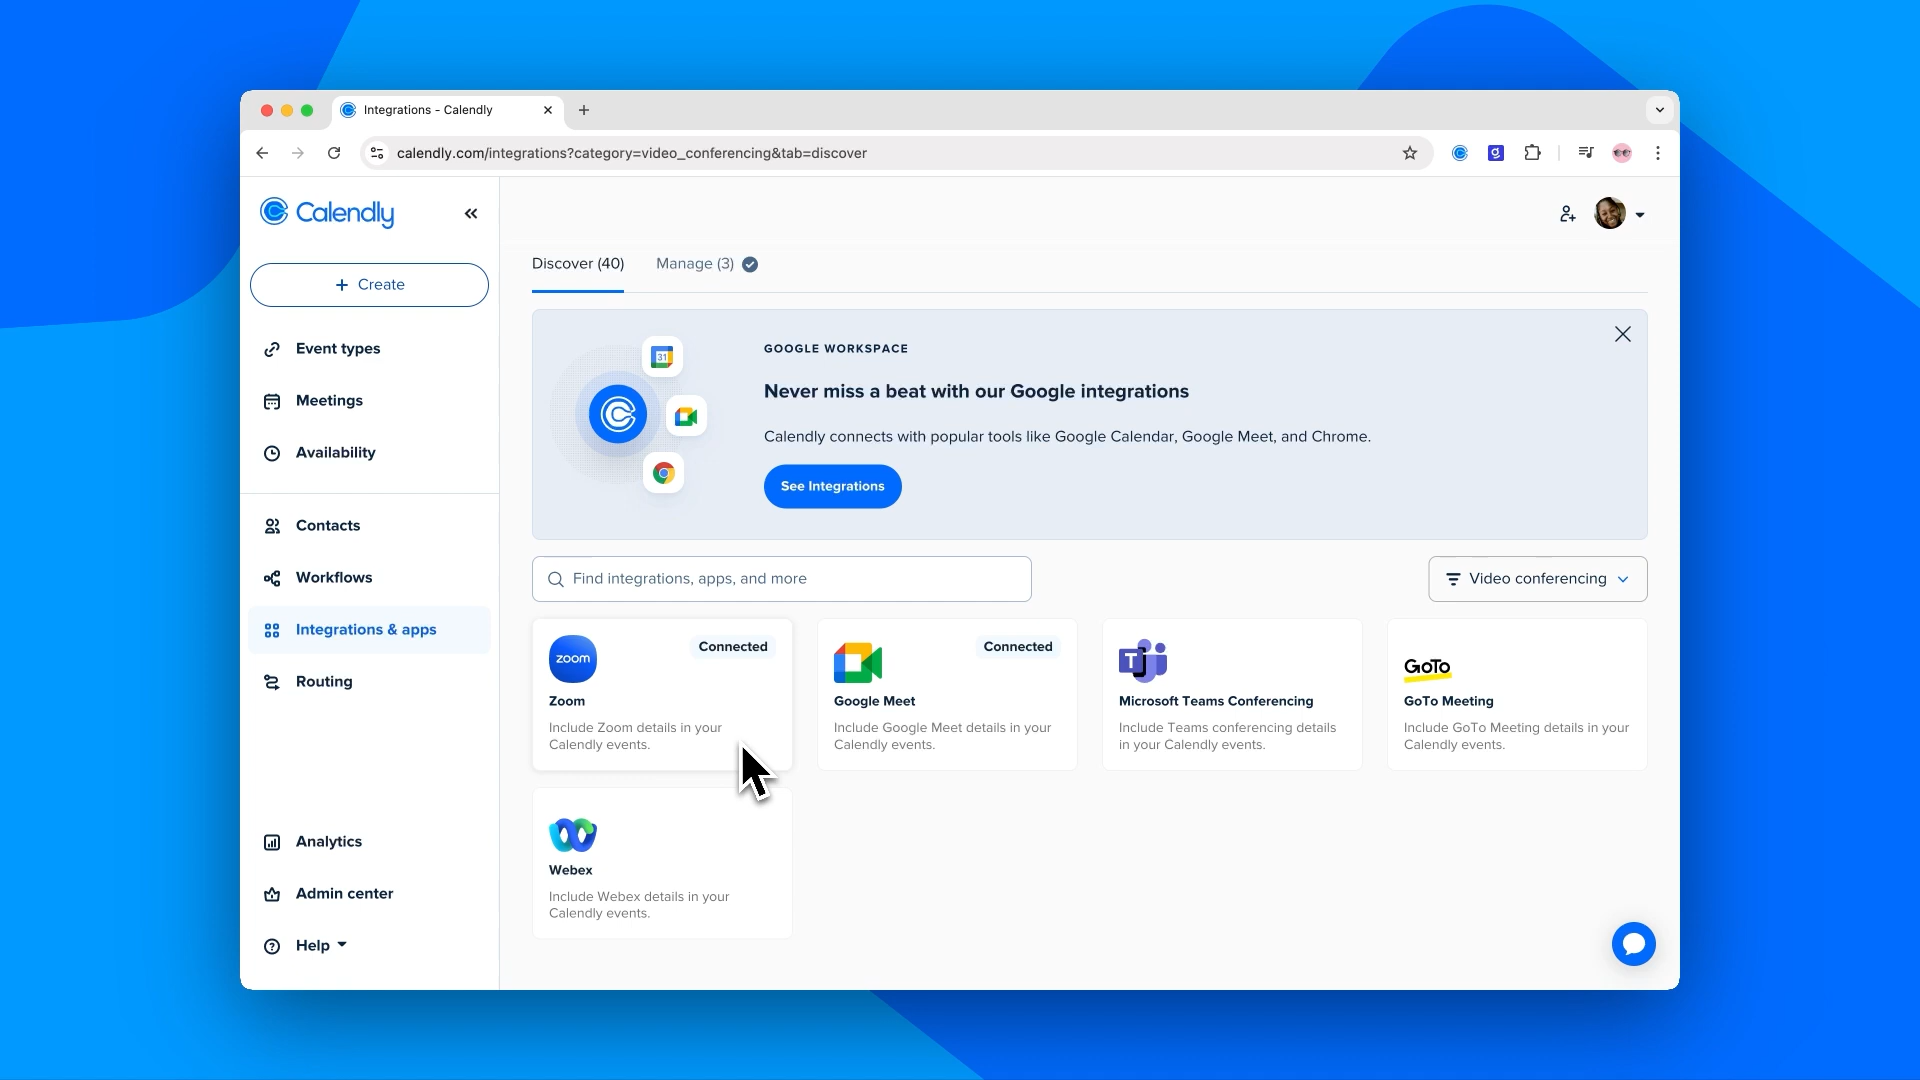 Integrations - Calendly
calendly.com/integrations?category=video_conferencing&tab=discover
Calendly
+ Create
Event types
Meetings
Availability
Contacts
Workflows
Integrations & apps
Routing
Analytics
Admin center
Help
Discover (40)
Manage (3)
31
GOOGLE WORKSPACE
Never miss a beat with our Google integrations
Calendly connects with popular tools like Google Calendar, Google Meet, and Chrome.
See Integrations
Find integrations, apps, and more
Video conferencing
zoom
Connected
Zoom
Include Zoom details in your
Calendly events.
Connected
Google Meet
Include Google Meet details in your
Calendly events.
T
Microsoft Teams Conferencing
Include Teams conferencing details
in your Calendly events.
GoTo
GoTo Meeting
Include GoTo Meeting details in your
Calendly events.
Webex
Include Webex details in your
Calendly events.